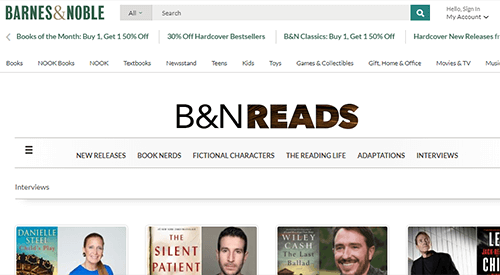 BARNES&NOBLE
All
Search
Hello, Sign In
My Account
Books of the Month: Buy 1, Get 1 50% Off
30% Off Hardcover Bestsellers
B&N Classics: Buy 1, Get 1 50% Off
Hardcover New Releases
Books NOOK Books NOOK Textbooks Newsstand Teens Kids Toys Games & Collectibles Gift, Home & Office Movies & TV
B&N READS
NEW RELEASES BOOK NERDS FICTIONAL CHARACTERS THE READING LIFE ADAPTATIONS INTERVIEWS
Interviews
DANIELLE
STEEL
Child's Play
THE
SILENT
PATIENT
WILEY
CASH
The Last
Ballad